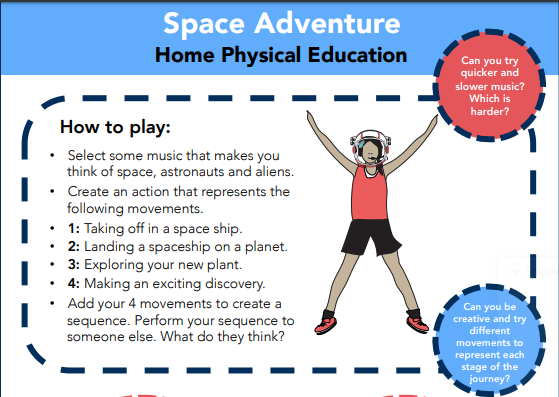 Space Adventure
Home Physical Education
Can you try
quicker and
slower music?
Which is
harder?
How to play:
• Select some music that makes you
think of space, astronauts and aliens.
• Create an action that represents the
following movements.
• 1: Taking off in a space ship.
• 2: Landing a spaceship on a planet.
• 3: Exploring your new plant.
• 4: Making an exciting discovery.
• Add your 4 movements to create a
sequence. Perform your sequence to
someone else. What do they think?
Can you be
creative and try
different
movements to
represent each
stage of the
journey?